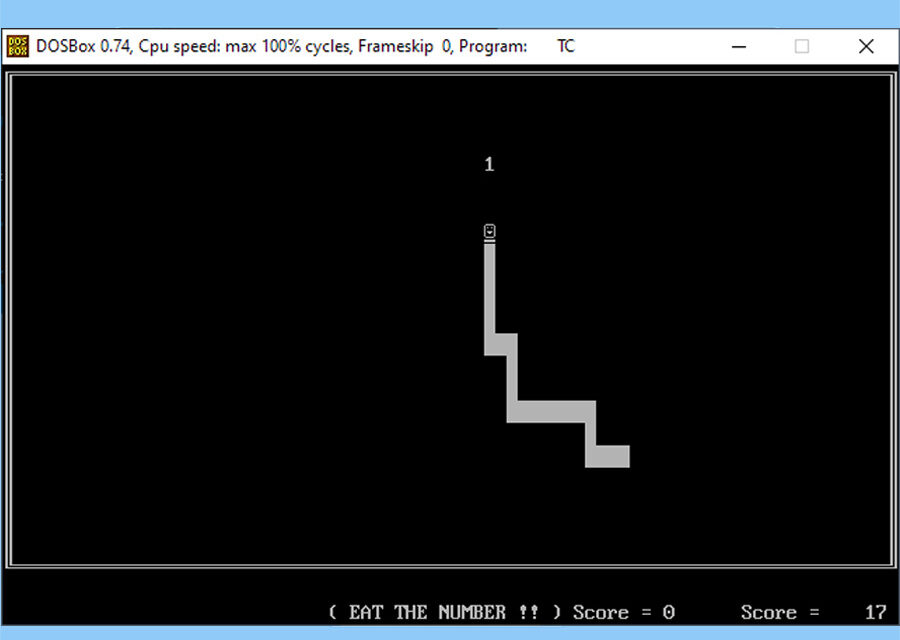 DOS BOX DOSBox 0.74, Cpu speed: max 100% cycles, Frameskip 0, Program: TC
1
( EAT THE NUMBER !! ) Score = 0 Score = 17